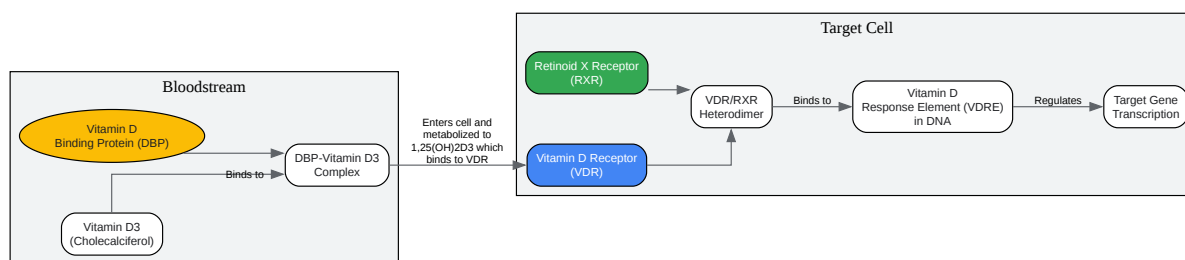 Bloodstream
Vitamin D
Binding Protein (DBP)
Binds to
Vitamin D3
(Cholecalciferol)
DBP-Vitamin D3
Complex
Enters cell and
metabolized to
1,25(OH)2D3 which
binds to VDR
Target Cell
Retinoid X Receptor
(RXR)
Vitamin D Receptor
(VDR)
VDR/RXR
Heterodimer
Binds to
Vitamin D
Response Element (VDRE)
in DNA
Regulates
Target Gene
Transcription